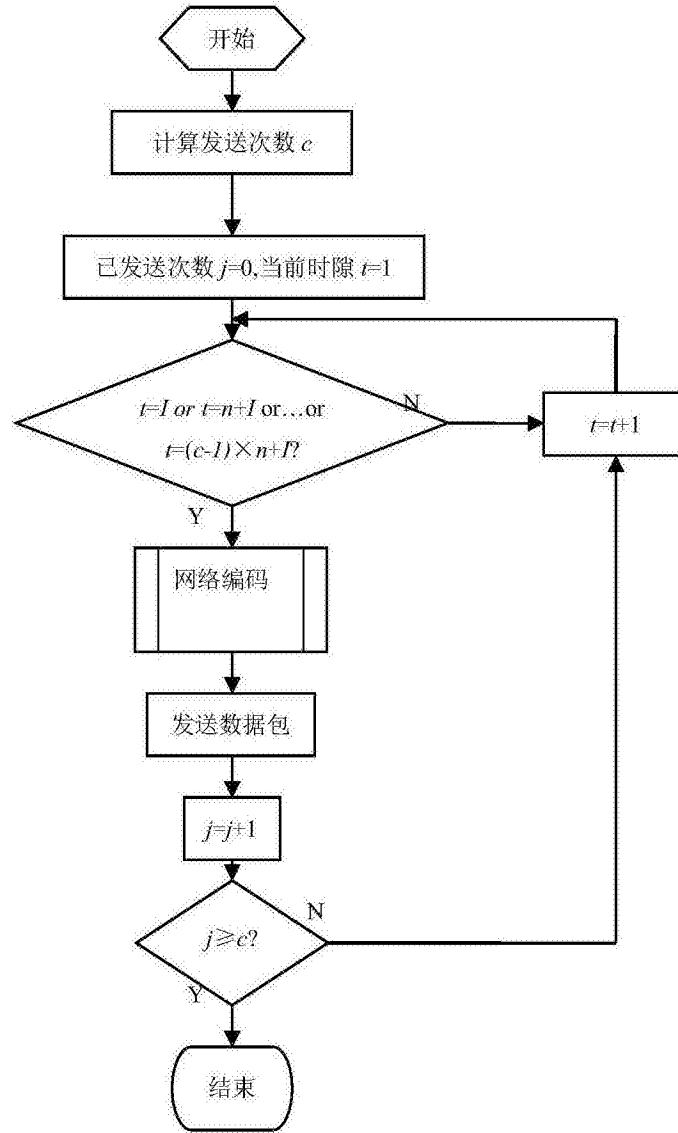 开始
计算发送次数 c
已发送次数 j=0,当前时隙 t=1
t=I or t=n+I or…or
t=(c-1)×n+I?
N
t=t+1
Y
网络编码
发送数据包
j=j+1
N
j≥c?
Y
结束